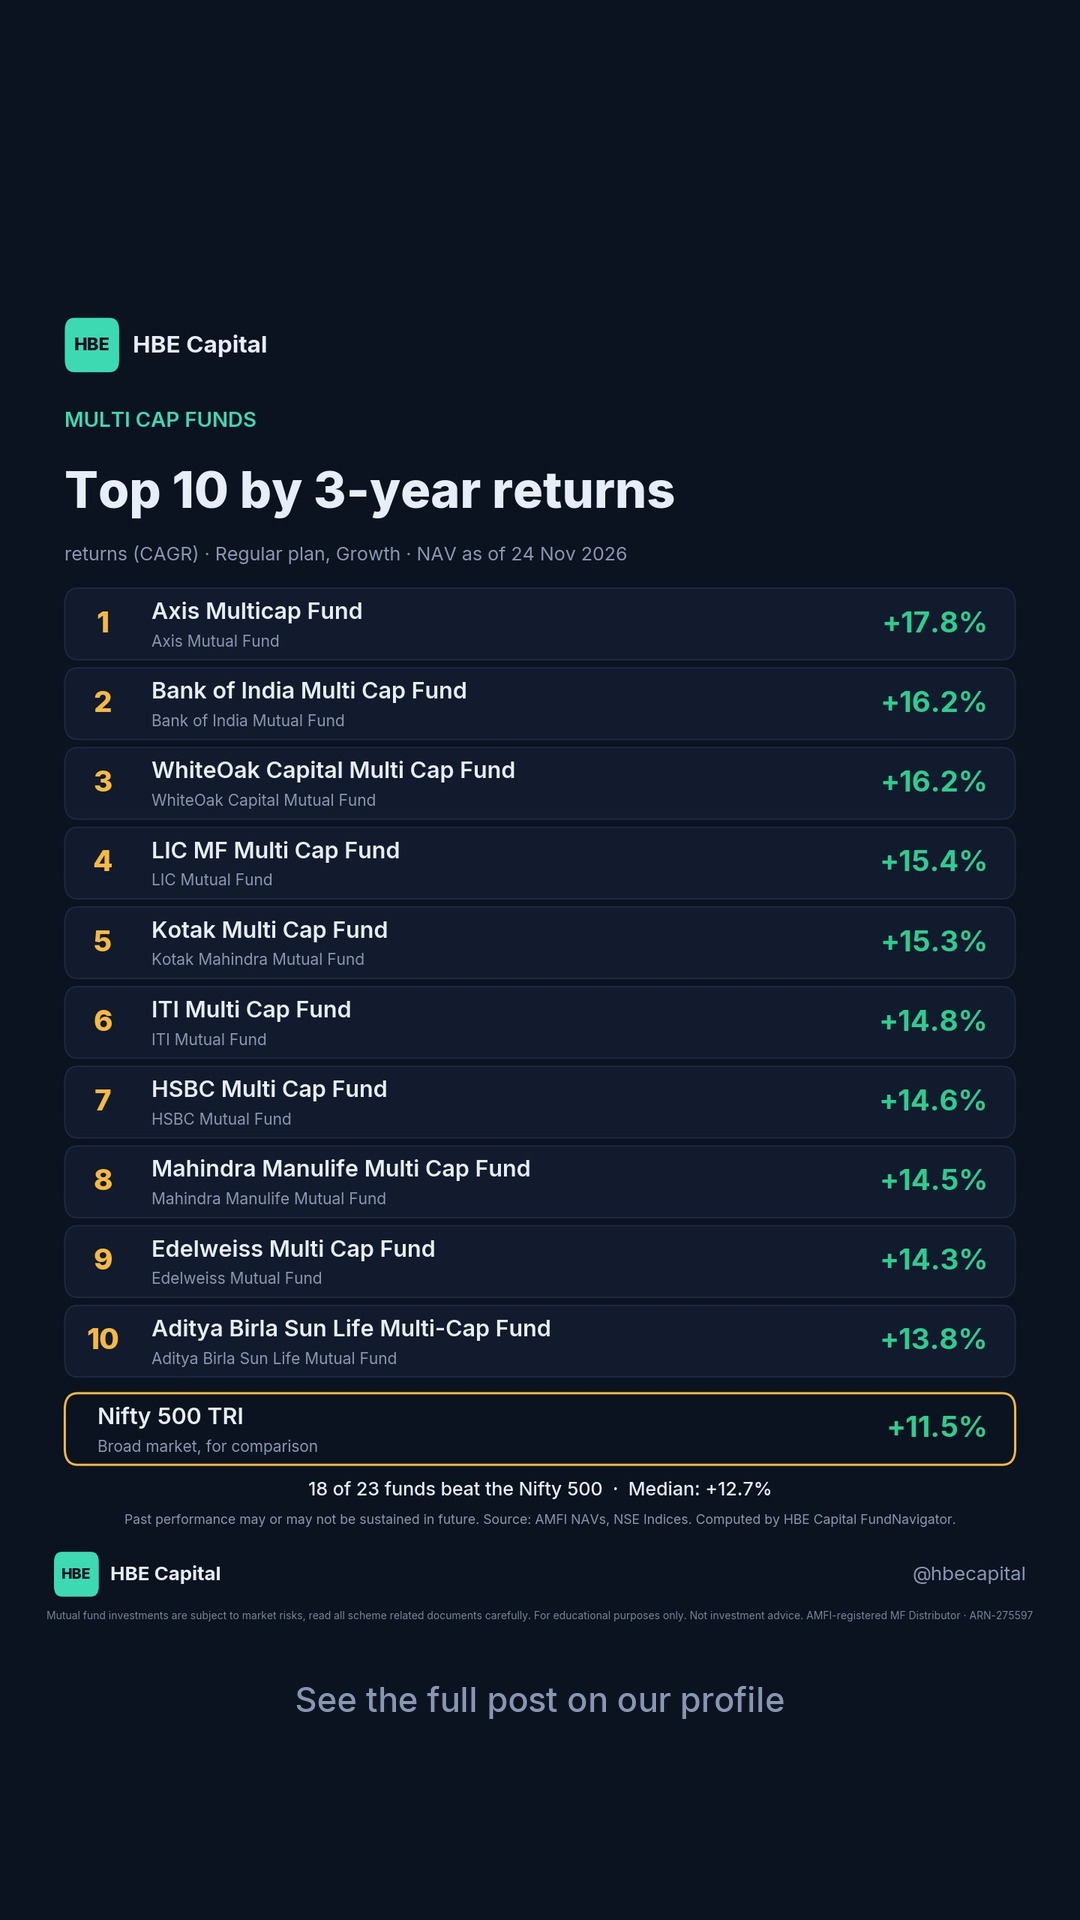 HBE HBE Capital
MULTI CAP FUNDS
Top 10 by 3-year returns
returns (CAGR) · Regular plan, Growth · NAV as of 24 Nov 2026
1 Axis Multicap Fund +17.8%
Axis Mutual Fund
2 Bank of India Multi Cap Fund +16.2%
Bank of India Mutual Fund
3 WhiteOak Capital Multi Cap Fund +16.2%
WhiteOak Capital Mutual Fund
4 LIC MF Multi Cap Fund +15.4%
LIC Mutual Fund
5 Kotak Multi Cap Fund +15.3%
Kotak Mahindra Mutual Fund
6 ITI Multi Cap Fund +14.8%
ITI Mutual Fund
7 HSBC Multi Cap Fund +14.6%
HSBC Mutual Fund
8 Mahindra Manulife Multi Cap Fund +14.5%
Mahindra Manulife Mutual Fund
9 Edelweiss Multi Cap Fund +14.3%
Edelweiss Mutual Fund
10 Aditya Birla Sun Life Multi-Cap Fund +13.8%
Aditya Birla Sun Life Mutual Fund
Nifty 500 TRI +11.5%
Broad market, for comparison
18 of 23 funds beat the Nifty 500 · Median: +12.7%
Past performance may or may not be sustained in future. Source: AMFI NAVs, NSE Indices. Computed by HBE Capital FundNavigator.
HBE HBE Capital @hbecapital
Mutual fund investments are subject to market risks, read all scheme related documents carefully. For educational purposes only. Not investment advice. AMFI-registered MF Distributor · ARN-275597
See the full post on our profile